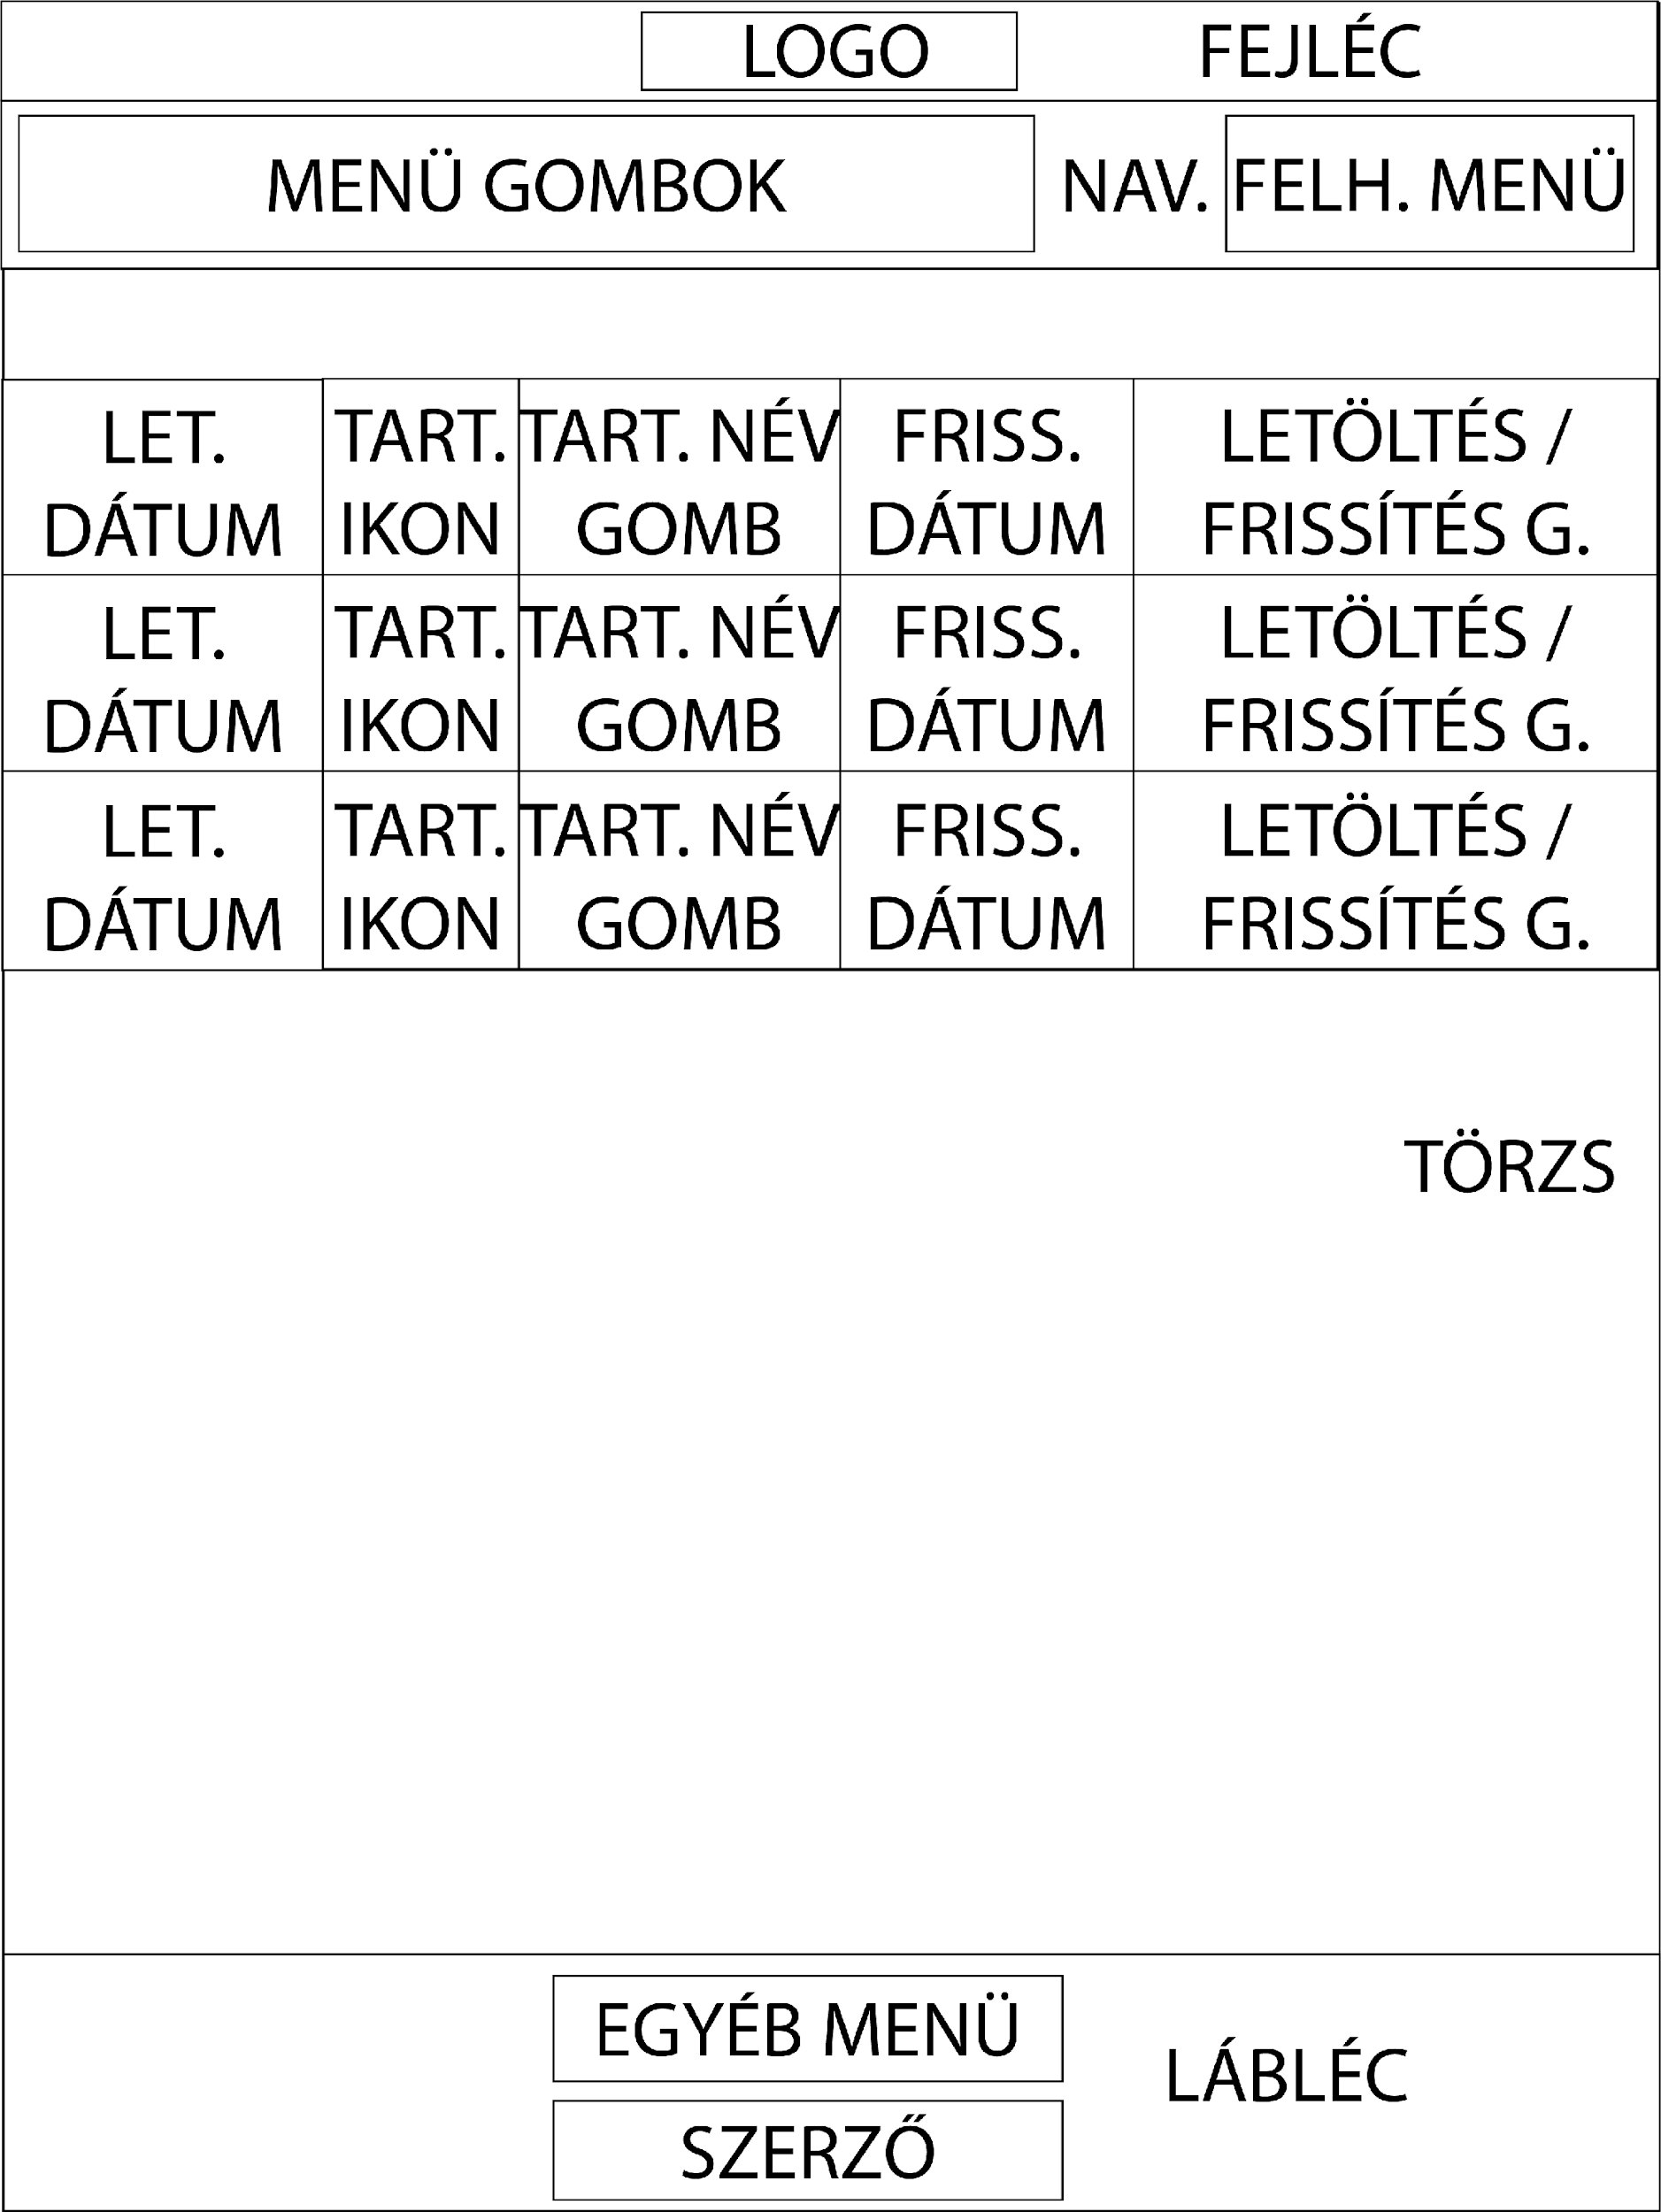 LOGO
FEJLÉC
MENÜ GOMBOK
NAV.
FELH. MENÜ
LET.
DÁTUM
TART.
IKON
TART. NÉV
GOMB
FRISS.
DÁTUM
LETÖLTÉS /
FRISSÍTÉS G.
LET.
DÁTUM
TART.
IKON
TART. NÉV
GOMB
FRISS.
DÁTUM
LETÖLTÉS /
FRISSÍTÉS G.
LET.
DÁTUM
TART.
IKON
TART. NÉV
GOMB
FRISS.
DÁTUM
LETÖLTÉS /
FRISSÍTÉS G.
TÖRZS
EGYÉB MENÜ
LÁBLÉC
SZERZŐ